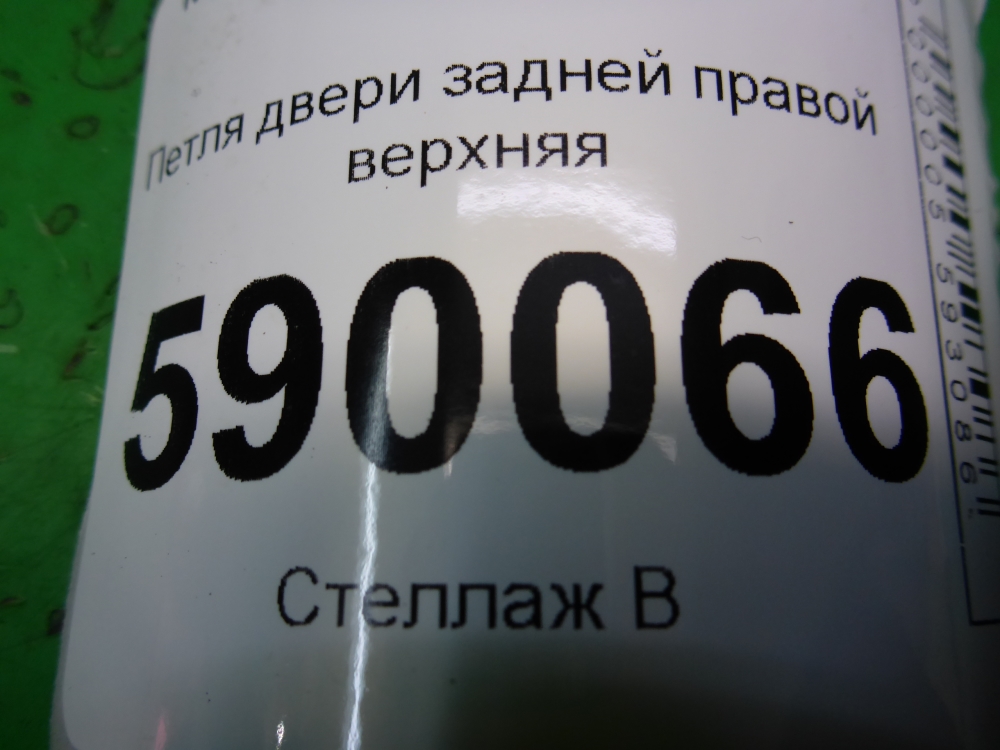 Петля двери задней правой
верхняя
590066
Стеллаж В